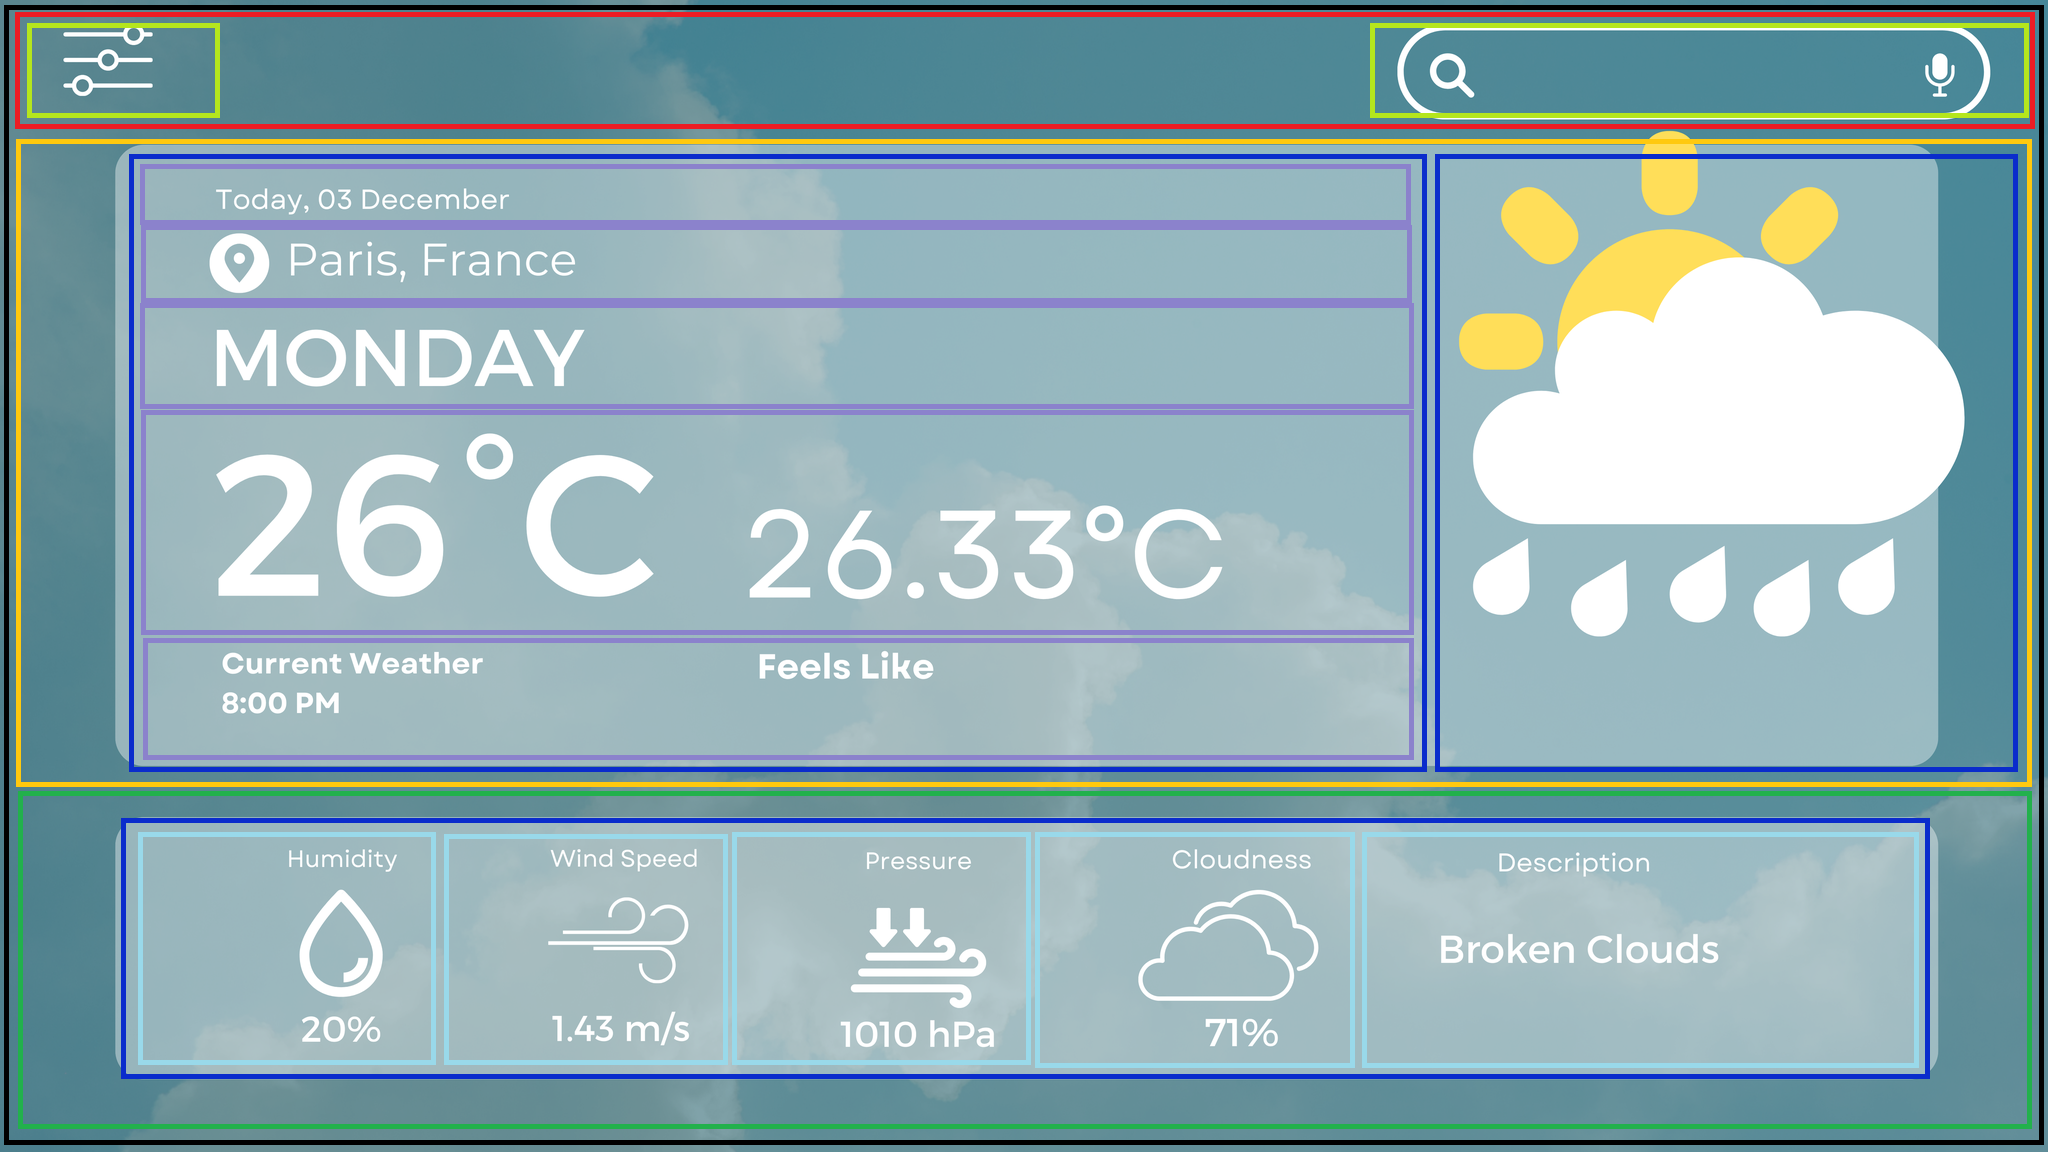 Today, 03 December
Paris, France
MONDAY
26°C
26.33°C
Current Weather
8:00 PM
Feels Like
Humidity
20%
Wind Speed
1.43 m/s
Pressure
1010 hPa
Cloudness
71%
Description
Broken Clouds